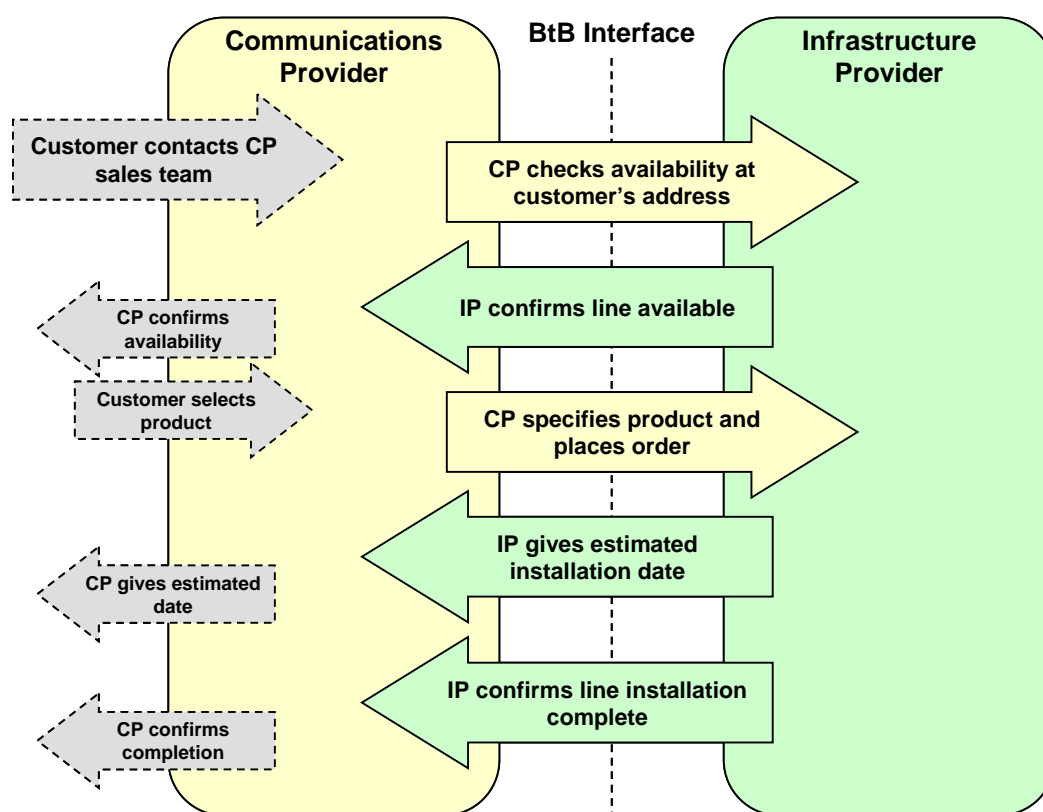 Communications
Provider
BtB Interface
Infrastructure
Provider
Customer contacts CP
sales team
CP checks availability at
customer’s address
IP confirms line available
CP confirms
availability
Customer selects
product
CP specifies product and
places order
IP gives estimated
installation date
CP gives estimated
date
IP confirms line installation
complete
CP confirms
completion